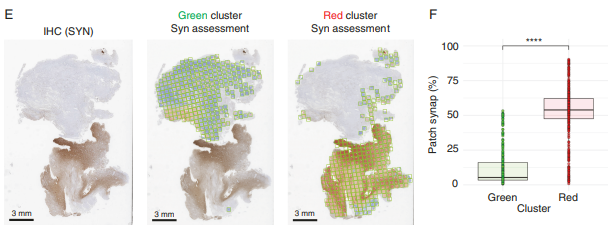 E
IHC (SYN)
3 mm
Green cluster
Syn assessment
3 mm
Red cluster
Syn assessment
3 mm
F
Patch synap (%)
100
75
50
25
0
****
Green
Red
Cluster